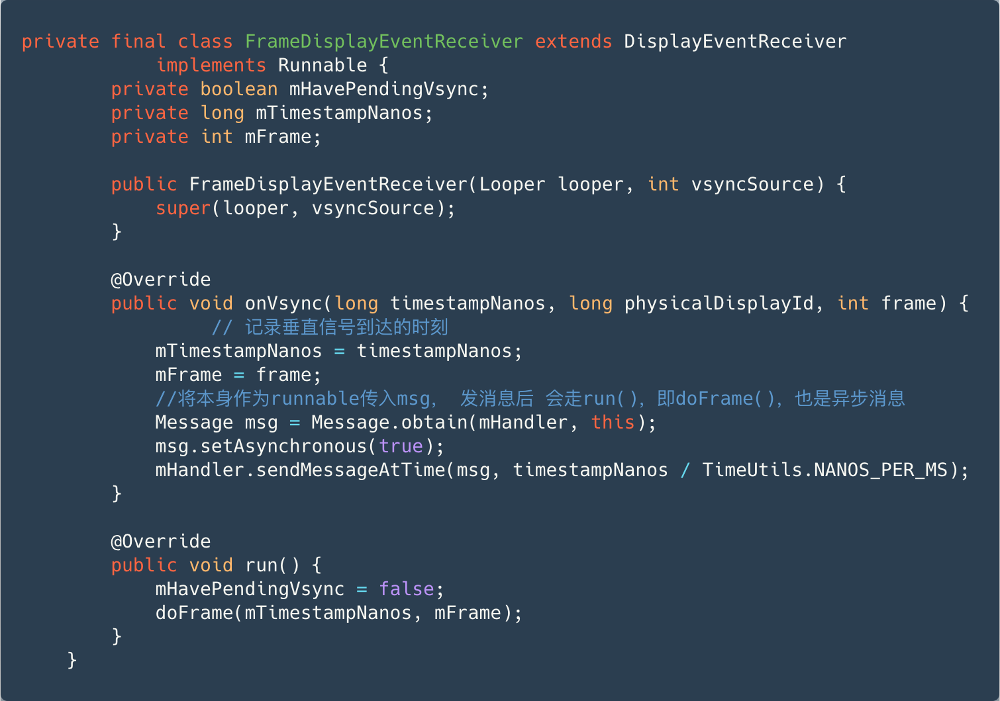 private final class FrameDisplayEventReceiver extends DisplayEventReceiver
            implements Runnable {
        private boolean mHavePendingVsync;
        private long mTimestampNanos;
        private int mFrame;

        public FrameDisplayEventReceiver(Looper looper, int vsyncSource) {
            super(looper, vsyncSource);
        }

        @Override
        public void onVsync(long timestampNanos, long physicalDisplayId, int frame) {
                 // 记录垂直信号到达的时刻
            mTimestampNanos = timestampNanos;
            mFrame = frame;
            //将本身作为runnable传入msg， 发消息后 会走run()，即doFrame()，也是异步消息
            Message msg = Message.obtain(mHandler, this);
            msg.setAsynchronous(true);
            mHandler.sendMessageAtTime(msg, timestampNanos / TimeUtils.NANOS_PER_MS);
        }

        @Override
        public void run() {
            mHavePendingVsync = false;
            doFrame(mTimestampNanos, mFrame);
        }
    }